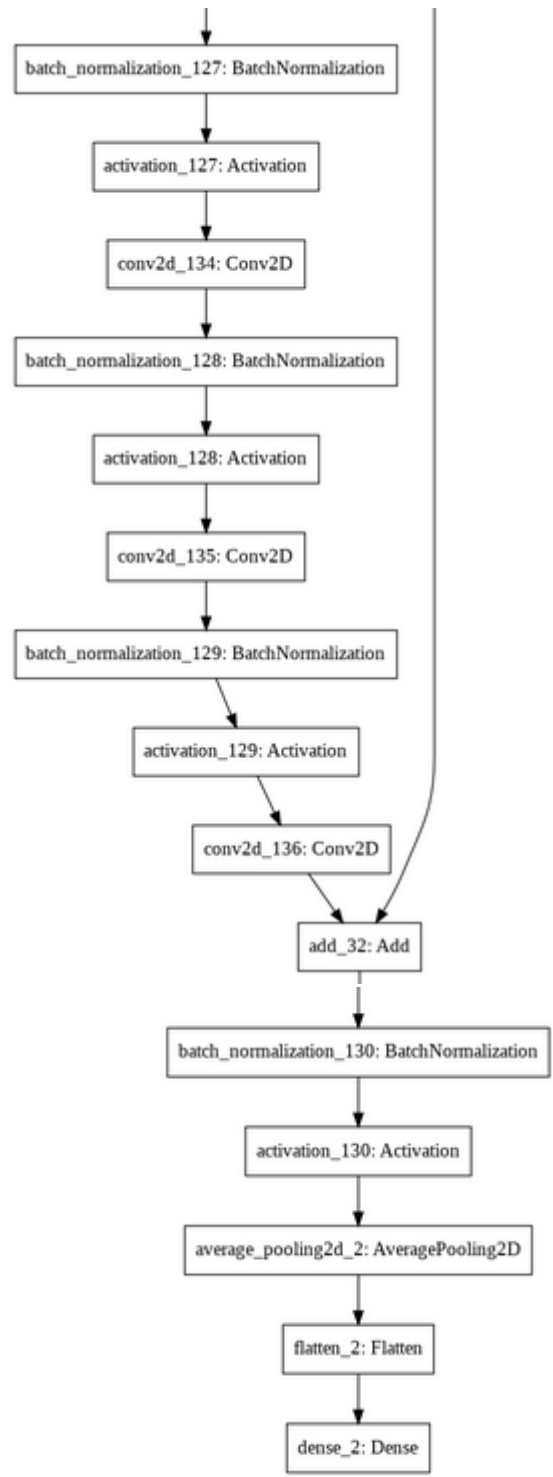 batch_normalization_127: BatchNormalization
activation_127: Activation
conv2d_134: Conv2D
batch_normalization_128: BatchNormalization
activation_128: Activation
conv2d_135: Conv2D
batch_normalization_129: BatchNormalization
activation_129: Activation
conv2d_136: Conv2D
add_32: Add
batch_normalization_130: BatchNormalization
activation_130: Activation
average_pooling2d_2: AveragePooling2D
flatten_2: Flatten
dense_2: Dense